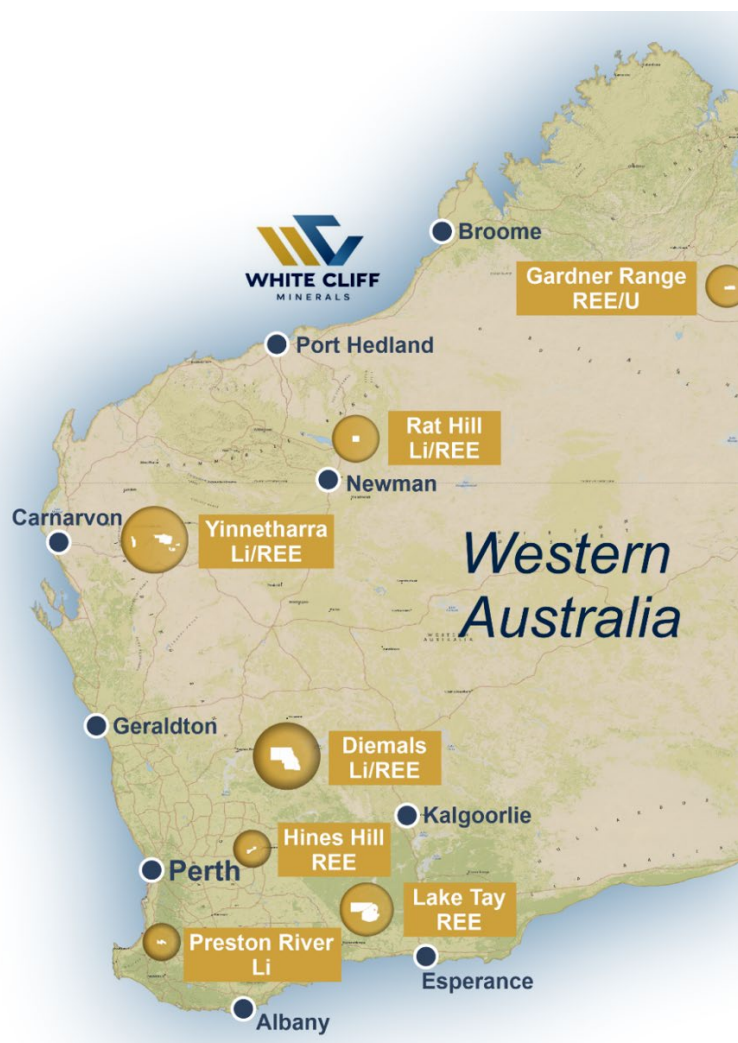 Broome
WHITE CLIFF
MINERALS
Gardner Range
REE/U
Port Hedland
Rat Hill
Li/REE
Newman
Carnarvon
Yinnetharra
Li/REE
Western
Australia
Geraldton
Diemals
Li/REE
Kalgoorlie
Hines Hill
REE
Perth
Lake Tay
REE
Preston River
Li
Esperance
Albany